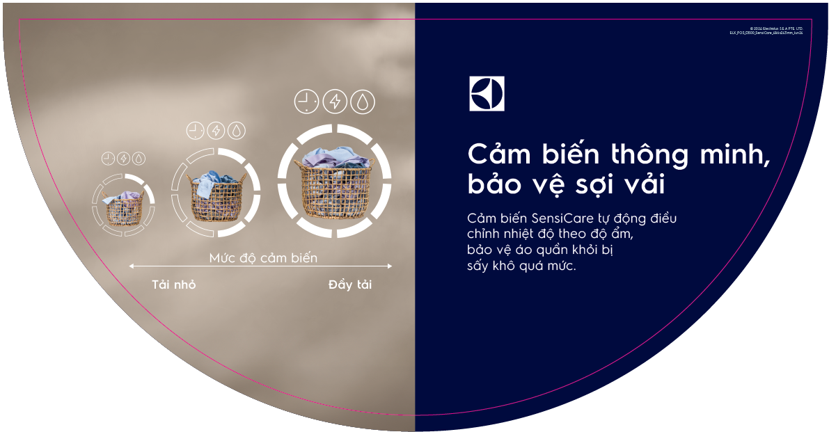 © 2024 Electrolux S.E.A PTE. LTD
Cảm biến thông minh,
bảo vệ sợi vải
Cảm biến SensiCare tự động điều
chỉnh nhiệt độ theo độ ẩm,
bảo vệ áo quần khỏi bị
sấy khô quá mức.
Mức độ cảm biến
Tải nhỏ
Đầy tải